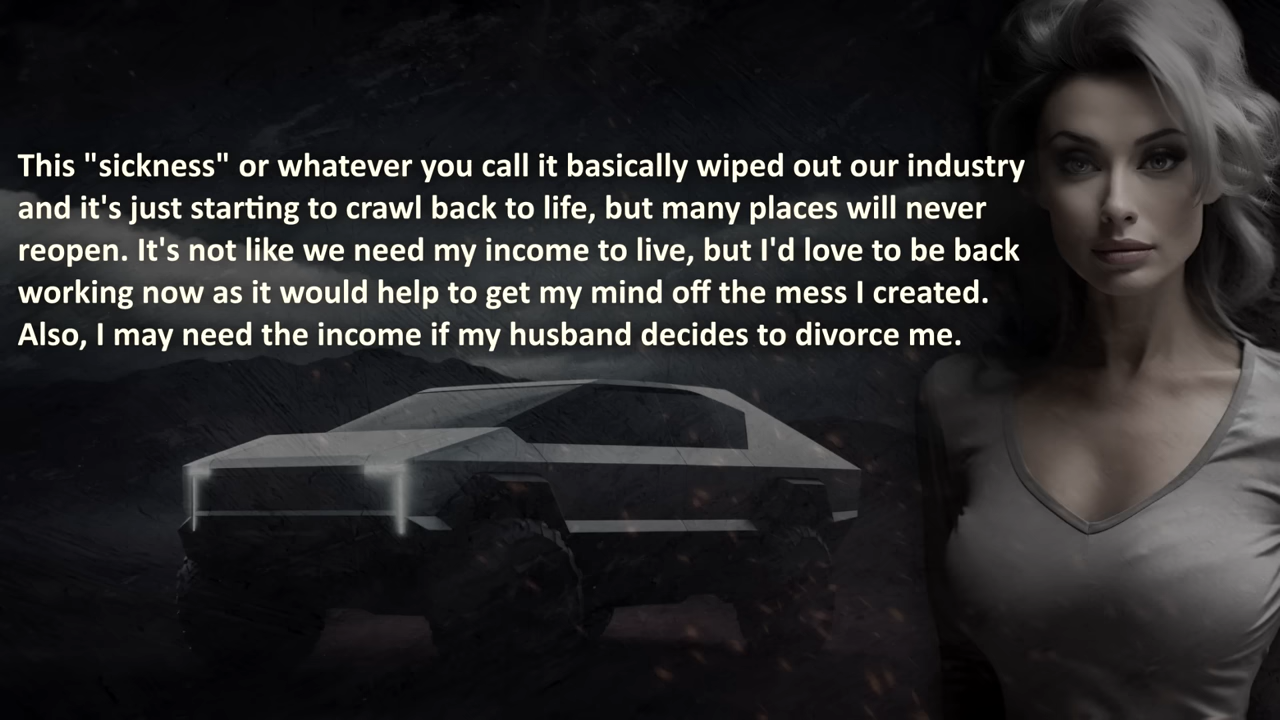 This "sickness" or whatever you call it basically wiped out our industry
and it's just starting to crawl back to life, but many places will never
reopen. It's not like we need my income to live, but I'd love to be back
working now as it would help to get my mind off the mess I created.
Also, I may need the income if my husband decides to divorce me.